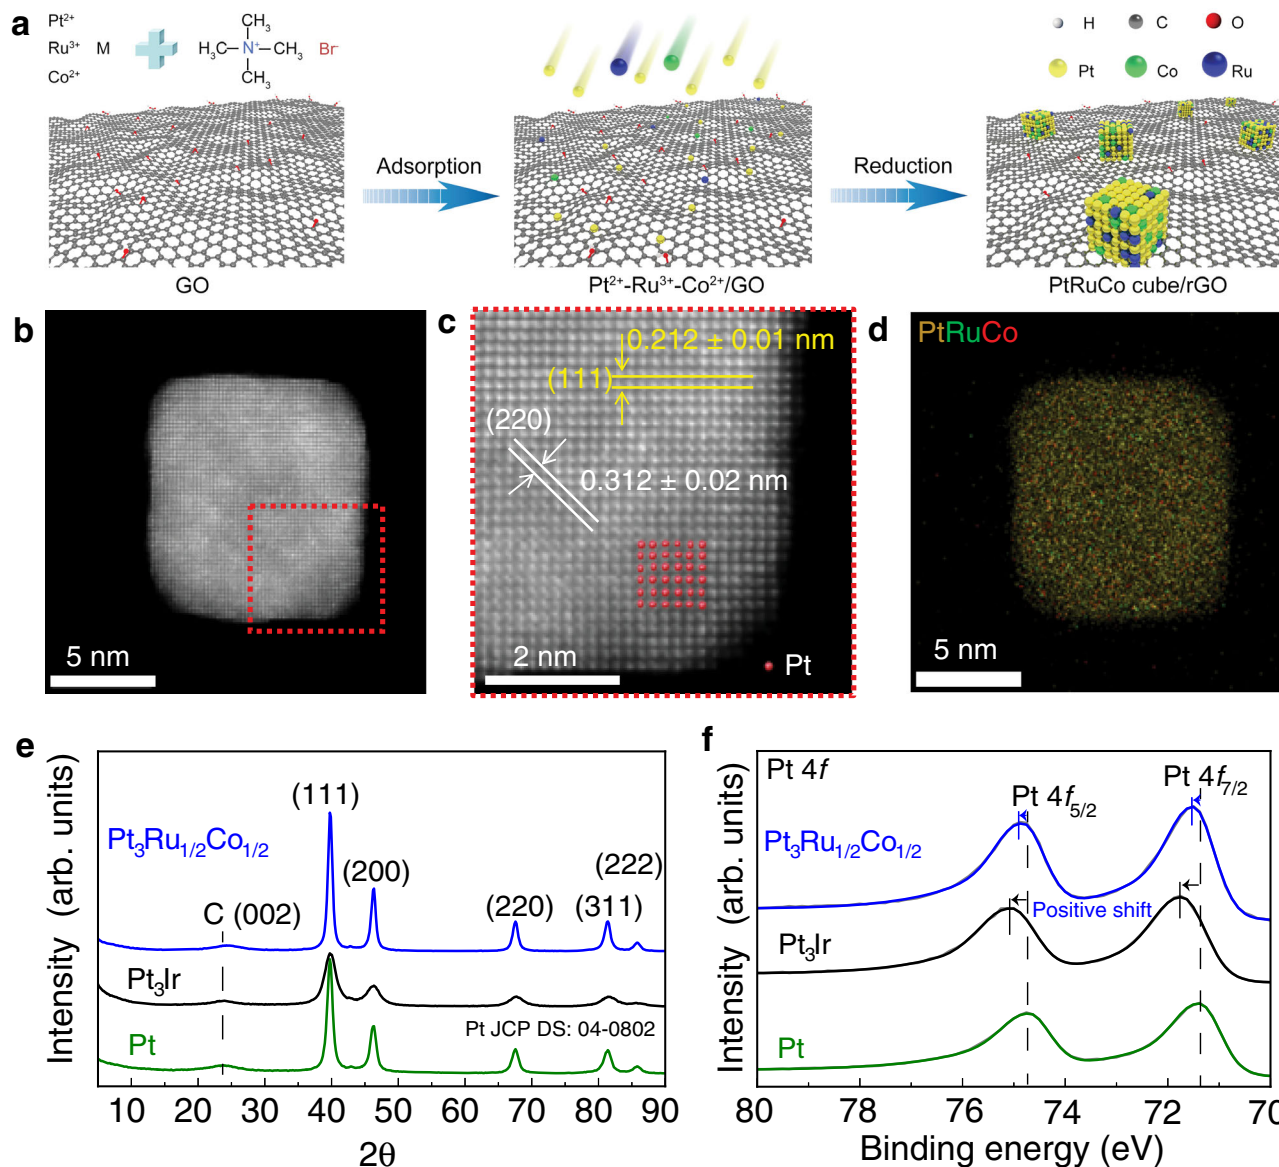 a
Pt²⁺
Ru³⁺ M
Co²⁺
CH₃
H₃C—N⁺—CH₃ Br⁻
CH₃
H C O
Pt Co Ru
Adsorption
Reduction
GO
Pt²⁺-Ru³⁺-Co²⁺/GO
PtRuCo cube/rGO
b
5 nm
c
0.212 ± 0.01 nm
(111)
(220)
0.312 ± 0.02 nm
2 nm
Pt
d
PtRuCo
5 nm
e
Intensity (arb. units)
(111)
Pt₃Ru₁/₂Co₁/₂
(200)
(222)
C (002)
(220)
(311)
Pt₃Ir
Pt JCP DS: 04-0802
Pt
10 20 30 40 50 60 70 80 90
2θ
f
Intensity (arb. units)
Pt 4f
Pt 4f₇/₂
Pt 4f₅/₂
Pt₃Ru₁/₂Co₁/₂
Positive shift
Pt₃Ir
Pt
80 78 76 74 72 70
Binding energy (eV)